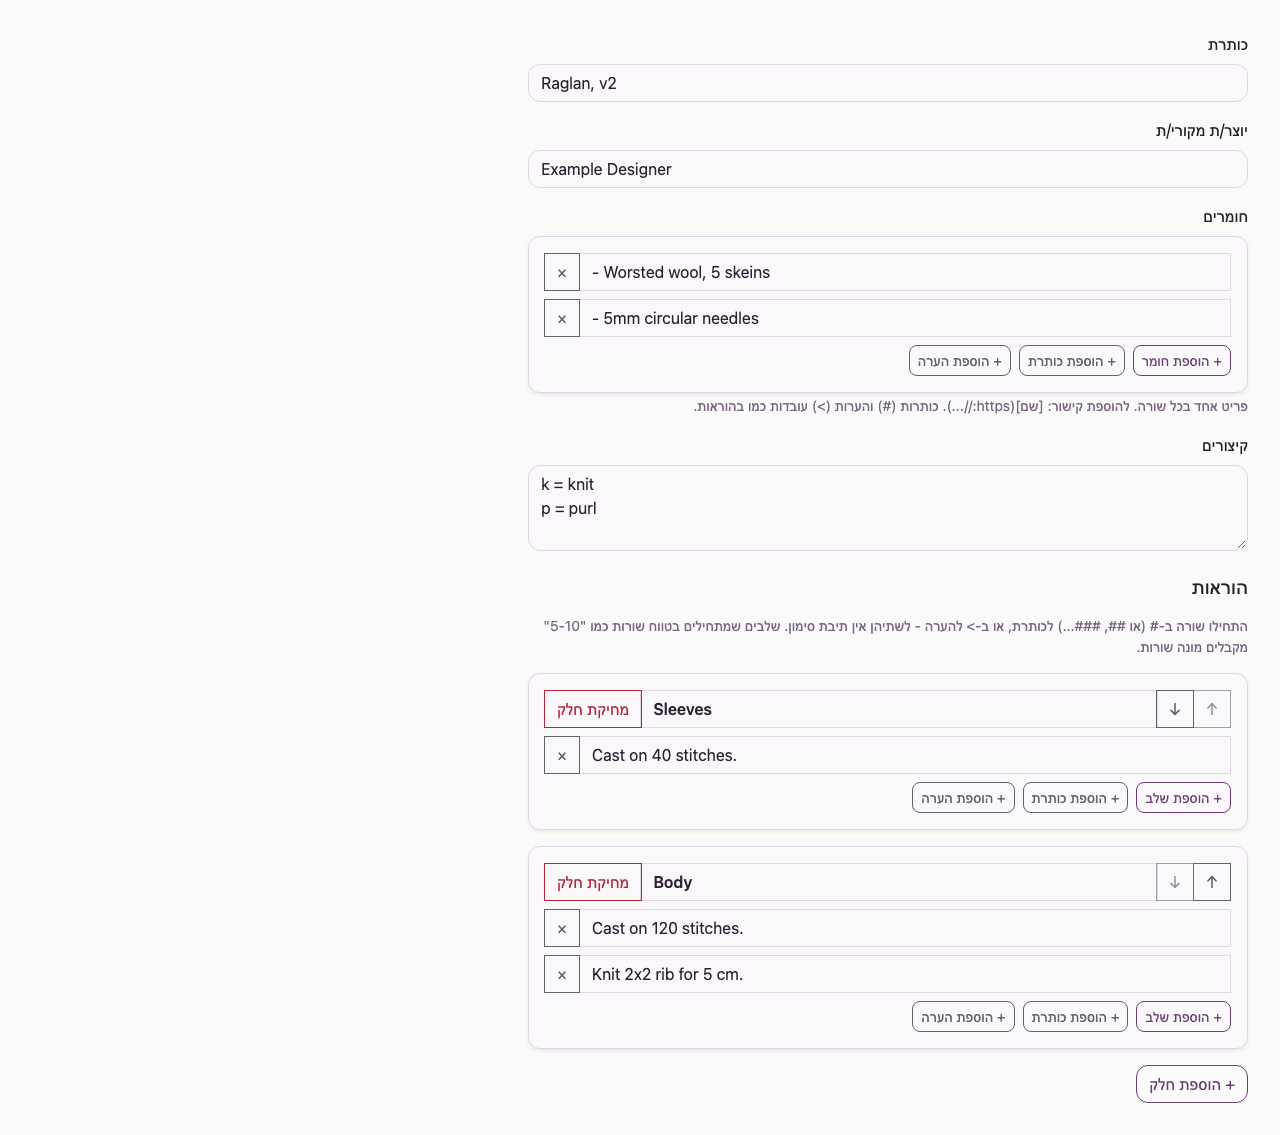 כותרת
Raglan, v2
יוצר/ת מקורי/ת
Example Designer
חומרים
× - Worsted wool, 5 skeins
× - 5mm circular needles
+ הוספת חומר + הוספת כותרת + הוספת הערה
פריט אחד בכל שורה. להוספת קישור: [שם](https://...). כותרות (#) והערות (>) עובדות כמו בהוראות.
קיצורים
k = knit
p = purl
הוראות
התחילו שורה ב-# (או ##, ###...) לכותרת, או ב-> להערה - לשתיהן אין תיבת סימון. שלבים שמתחילים בטווח שורות כמו "5-10"
מקבלים מונה שורות.
↑ ↓ Sleeves מחיקת חלק
× Cast on 40 stitches.
+ הוספת שלב + הוספת כותרת + הוספת הערה
↑ ↓ Body מחיקת חלק
× Cast on 120 stitches.
× Knit 2x2 rib for 5 cm.
+ הוספת שלב + הוספת כותרת + הוספת הערה
+ הוספת חלק